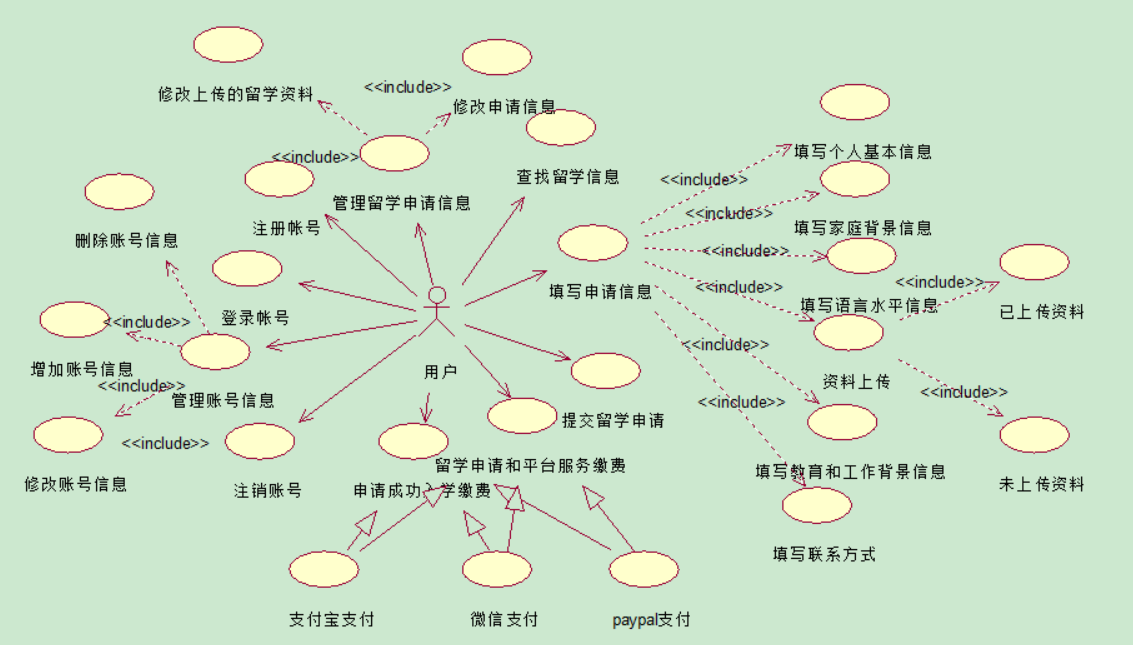 <<include>>
修改上传的留学资料
修改申请信息
<<include>>
填写个人基本信息
查找留学信息
<<include>>
管理留学申请信息
<<include>>
注册帐号
填写家庭背景信息
删除账号信息
<<include>>
<<include>>
填写申请信息
<<include>>
填写语言水平信息
已上传资料
登录帐号
<<include>>
增加账号信息
用户
<<include>>
资料上传
<<include>>
<<include>>
管理账号信息
<<include>>
提交留学申请
<<include>>
留学申请和平台服务缴费
填写教育和工作背景信息
修改账号信息
注销账号
申请成功入学缴费
未上传资料
填写联系方式
支付宝支付
微信支付
paypal支付